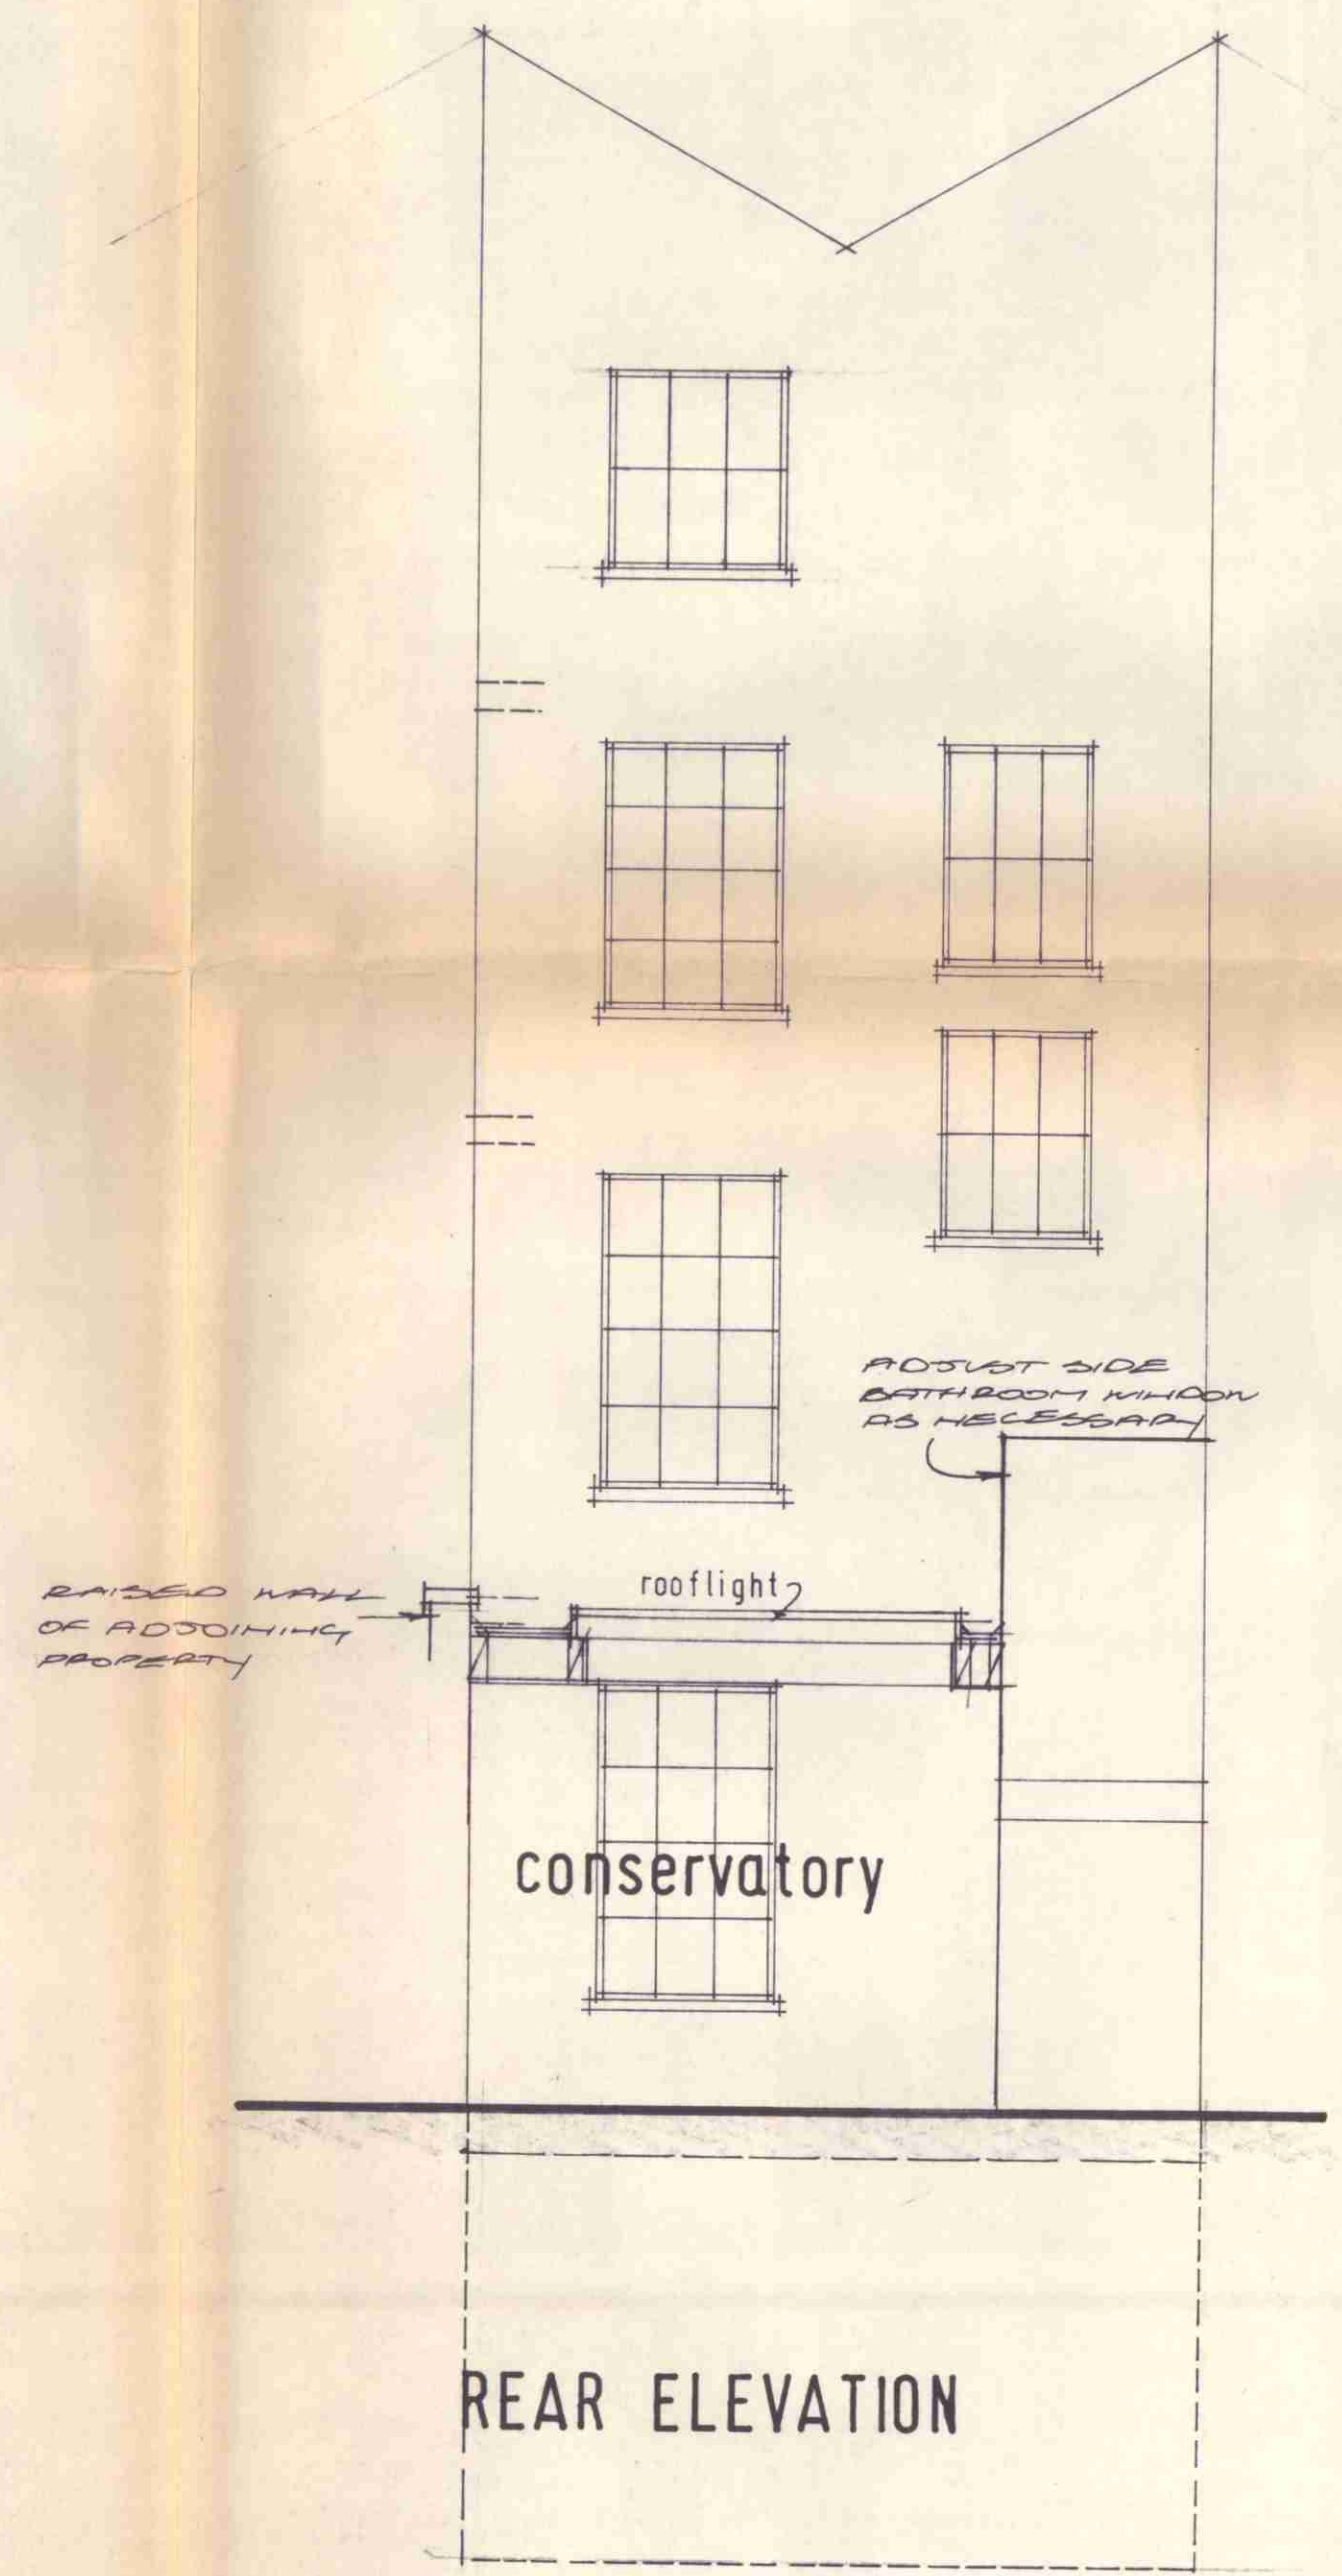 ADJUST SIDE
BATHROOM WINDOW
AS NECESSARY
rooflight
RAISED WALL
OF ADJOINING
PROPERTY
conservatory
REAR ELEVATION